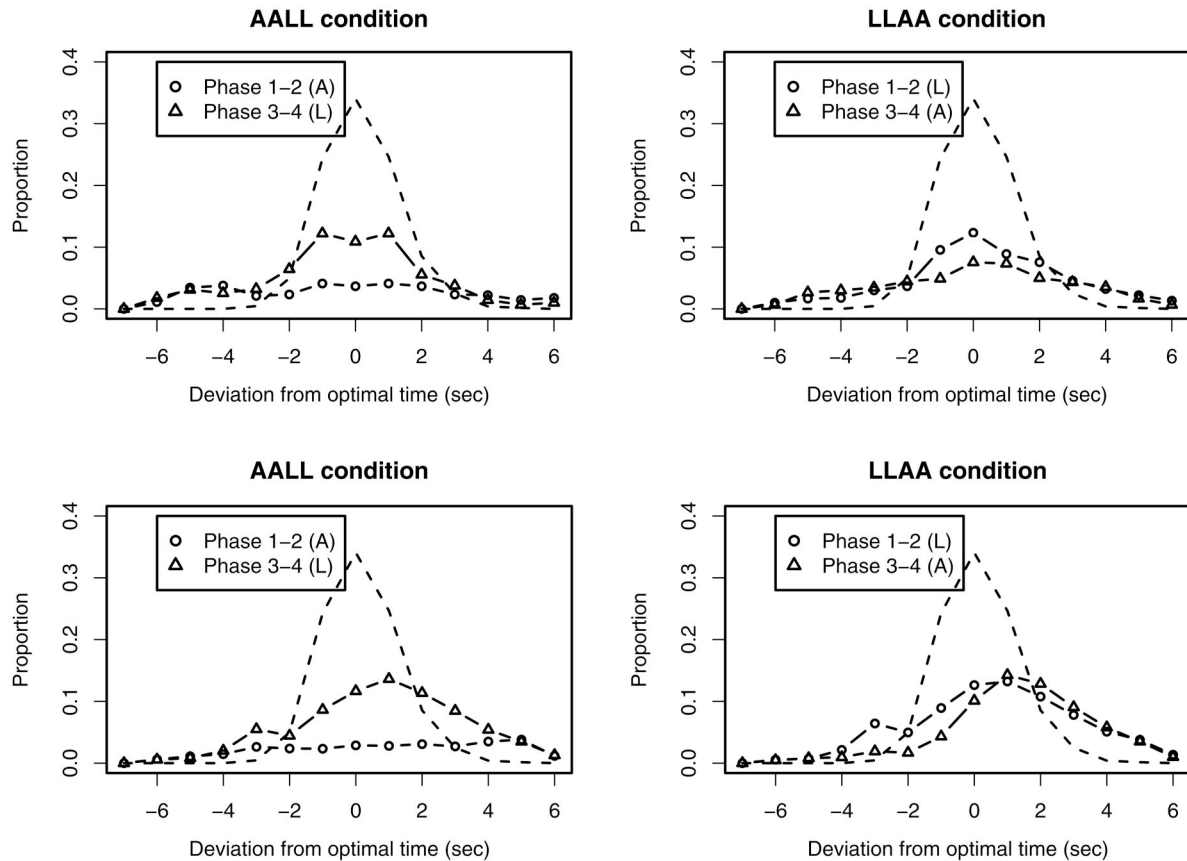 AALL condition
Phase 1−2 (A)
Phase 3−4 (L)
Proportion
0.0
0.1
0.2
0.3
0.4
−6 −4 −2 0 2 4 6
Deviation from optimal time (sec)
LLAA condition
Phase 1−2 (L)
Phase 3−4 (A)
Proportion
0.0
0.1
0.2
0.3
0.4
−6 −4 −2 0 2 4 6
Deviation from optimal time (sec)
AALL condition
Phase 1−2 (A)
Phase 3−4 (L)
Proportion
0.0
0.1
0.2
0.3
0.4
−6 −4 −2 0 2 4 6
Deviation from optimal time (sec)
LLAA condition
Phase 1−2 (L)
Phase 3−4 (A)
Proportion
0.0
0.1
0.2
0.3
0.4
−6 −4 −2 0 2 4 6
Deviation from optimal time (sec)